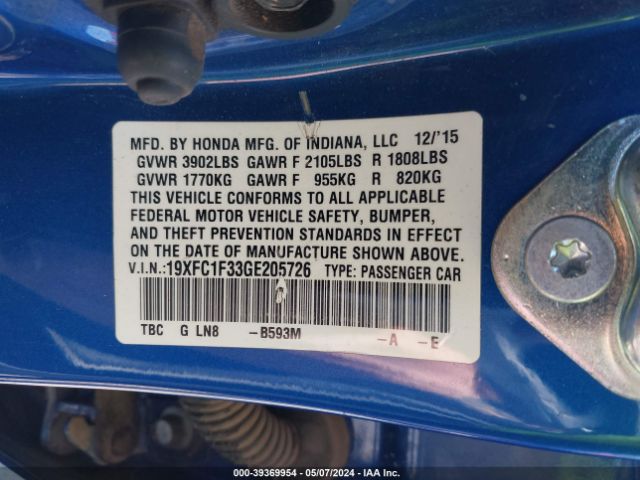 MFD. BY HONDA MFG. OF INDIANA, LLC 12/'15
GVWR 3902LBS GAWR F 2105LBS R 1808LBS
GVWR 1770KG GAWR F 955KG R 820KG
THIS VEHICLE CONFORMS TO ALL APPLICABLE
FEDERAL MOTOR VEHICLE SAFETY, BUMPER,
AND THEFT PREVENTION STANDARDS IN EFFECT
ON THE DATE OF MANUFACTURE SHOWN ABOVE.
V.I.N.:19XFC1F33GE205726 TYPE: PASSENGER CAR
TBC G LN8 -B593M -A -E
000-39369954 - 05/07/2024 - IAA Inc.